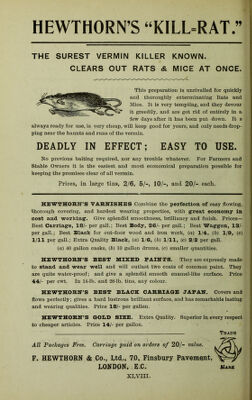 HEWTHORN'S "KILL-RAT."
THE SUREST VERMIN KILLER KNOWN.
CLEARS OUT RATS & MICE AT ONCE.
This preparation is unrivalled for quickly
and thoroughly exterminating Rats and
Mice. It is very tempting, and they devour
it greedily, and are got rid of entirely in a
few days after it has been put down. It is
always ready for use, is very cheap, will keep good for years, and only needs drop-
ping near the haunts and runs of the vermin.
DEADLY IN EFFECT; EASY TO USE.
No previous baiting required, nor any trouble whatever. For Farmers and
Stable Owners it is the easiest and most economical preparation possible for
keeping the premises clear of all vermin.
Prices, in large tins, 2/6, 5/-, 10/-, and 20/- each.
HEWTHORN'S VARNISHES Combine the perfection of easy flowing,
thorough covering, and hardest wearing properties, with great economy in
cost and working. Give splendid smoothness, brilliancy and finish. Prices—
Best Carriage, 18/- per gall.; Best Body, 26/- per gall.; Best Waggon, 12/-
per gall.; Best Black for out-door wood and iron work, (a) 1/4, (b) 1/9, (c)
1/11 per gall.; Extra Quality Black, (a) 1/6, (b) 1/11, (c) 2/2 per gall.
(a) 40 gallon casks, (b) 10 gallon drums, (c) smaller quantities.
HEWTHORN'S BEST MIXED PAINTS. They are expressly made
to stand and wear well and will outlast two coats of common paint. They
are quite water-proof; and give a splendid smooth enamel-like surface. Price
44/- per cwt. In 14-lb. and 28-lb. tins, any colour.
HEWTHORN'S BEST BLACK CARRIAGE JAPAN. Covers and
flows perfectly; gives a hard lustrous brilliant surface, and has remarkable lasting
and wearing qualities. Price 12/- per gallon.
HEWTHORN'S GOLD SIZE. Extra Quality. Superior in every respect
to cheaper articles. Price 14/- per gallon.
All Packages Free. Carriage paid on orders of 20/- value.
TRADE
MARK
F. HEWTHORN & Co., Ltd., 70, Finsbury Pavement,
LONDON, E.C.
XLVIII.